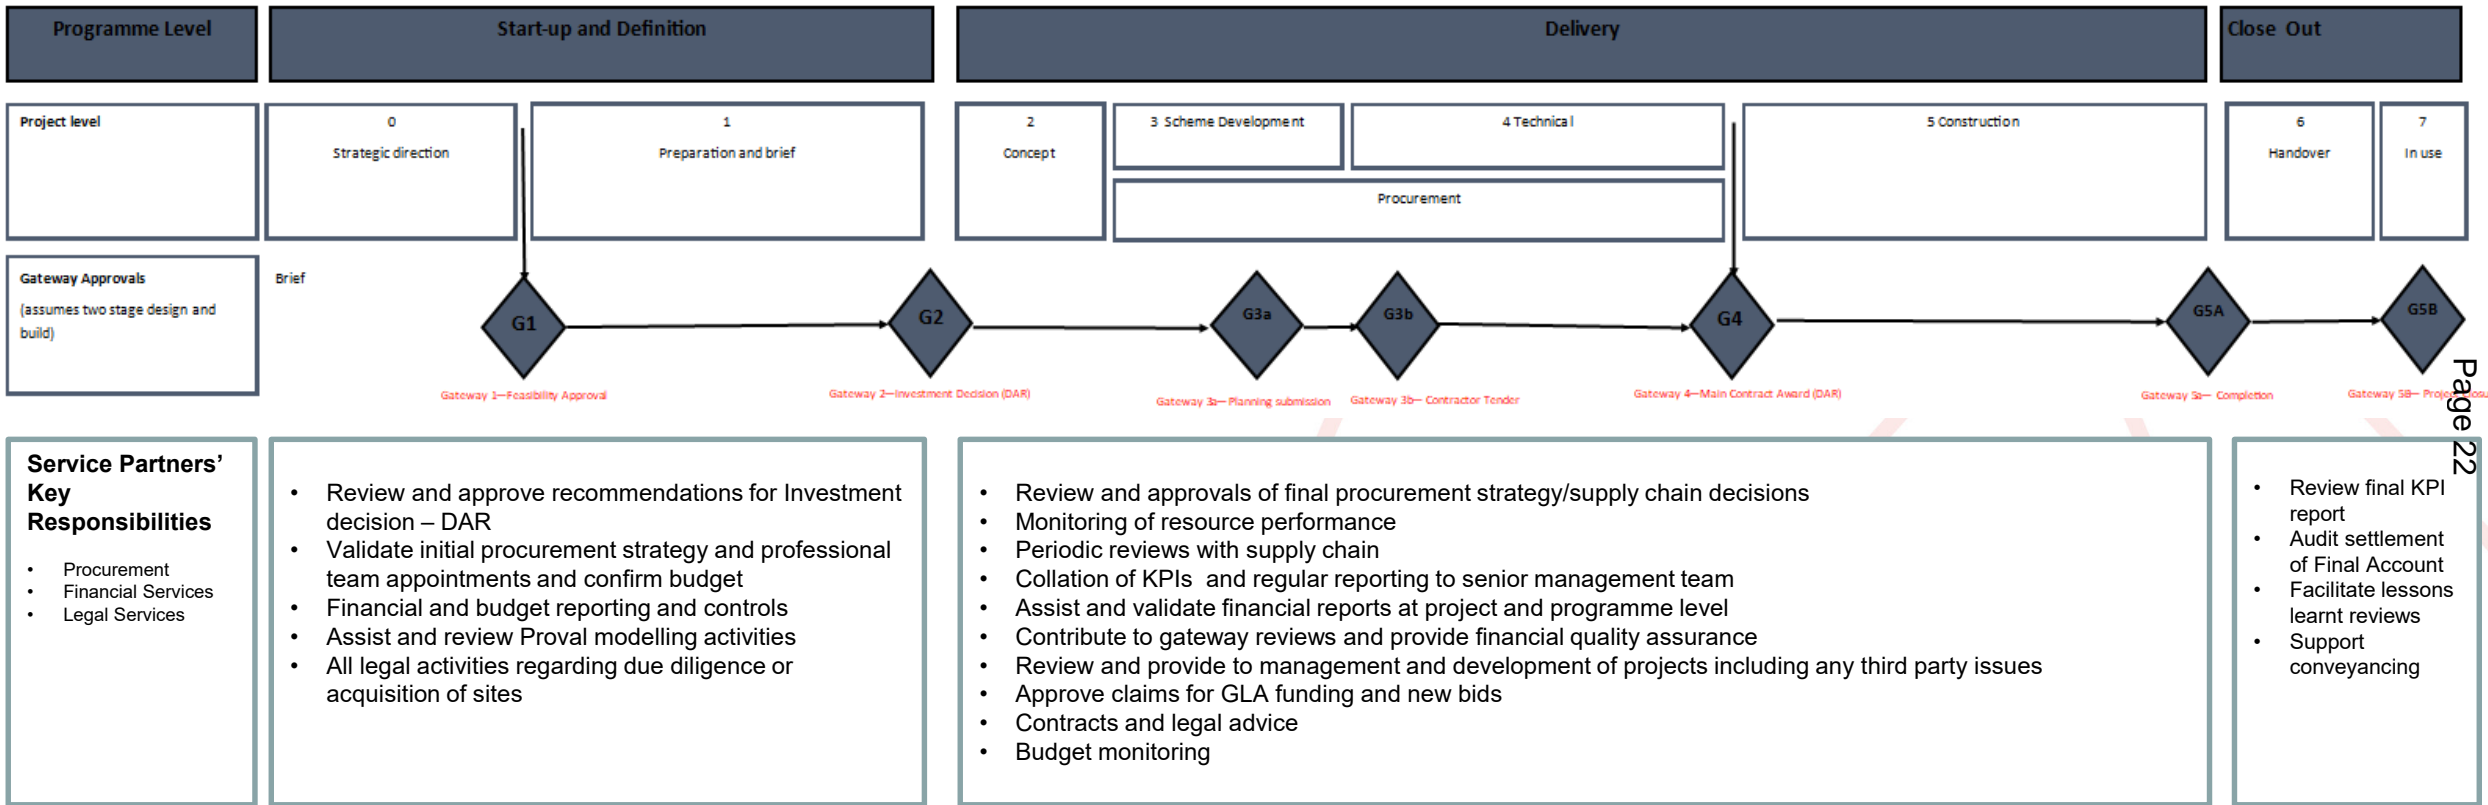 Programme Level
Start-up and Definition
Delivery
Close Out
Project level
0
Strategic direction
1
Preparation and brief
2
Concept
3 Scheme Development
4 Technical
Procurement
5 Construction
6
Handover
7
In use
Gateway Approvals
(assumes two stage design and
build)
Brief
G1
G2
G3a
G3b
G4
G5A
G5B
Gateway 1—Feasibility Approval
Gateway 2—Investment Decision (DAR)
Gateway 3a—Planning submission
Gateway 3b— Contractor Tender
Gateway 4—Main Contract Award (DAR)
Gateway 5a— Completion
Gateway 5B— Project
Page 22
Service Partners’
Key
Responsibilities
• Procurement
• Financial Services
• Legal Services
• Review and approve recommendations for Investment
decision – DAR
• Validate initial procurement strategy and professional
team appointments and confirm budget
• Financial and budget reporting and controls
• Assist and review Proval modelling activities
• All legal activities regarding due diligence or
acquisition of sites
• Review and approvals of final procurement strategy/supply chain decisions
• Monitoring of resource performance
• Periodic reviews with supply chain
• Collation of KPIs and regular reporting to senior management team
• Assist and validate financial reports at project and programme level
• Contribute to gateway reviews and provide financial quality assurance
• Review and provide to management and development of projects including any third party issues
• Approve claims for GLA funding and new bids
• Contracts and legal advice
• Budget monitoring
• Review final KPI
report
• Audit settlement
of Final Account
• Facilitate lessons
learnt reviews
• Support
conveyancing